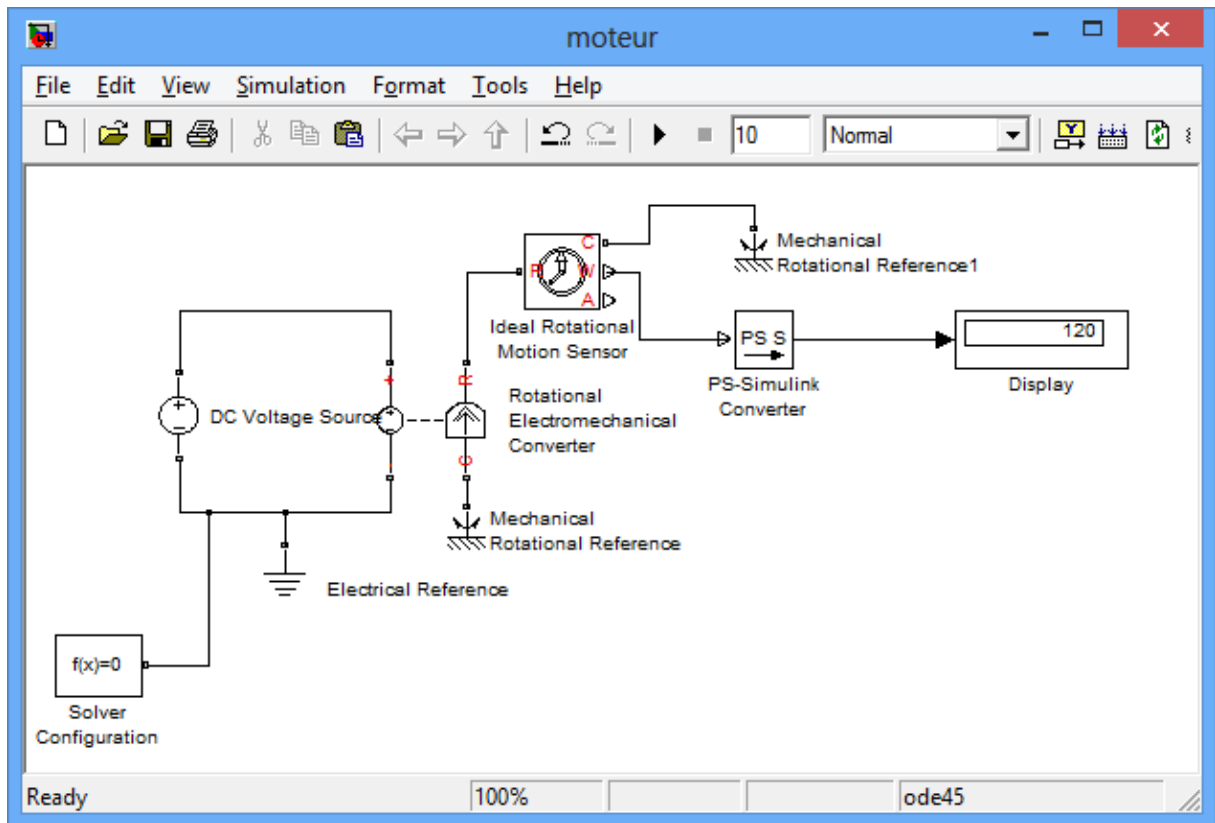 moteur
File Edit View Simulation Format Tools Help
10 Normal
C
Mechanical
Rotational Reference1
R W
A
Ideal Rotational
Motion Sensor
PS S
120
PS-Simulink
Converter
Display
+
R
DC Voltage Source
Rotational
Electromechanical
Converter
C
Mechanical
Rotational Reference
Electrical Reference
f(x)=0
Solver
Configuration
Ready 100% ode45